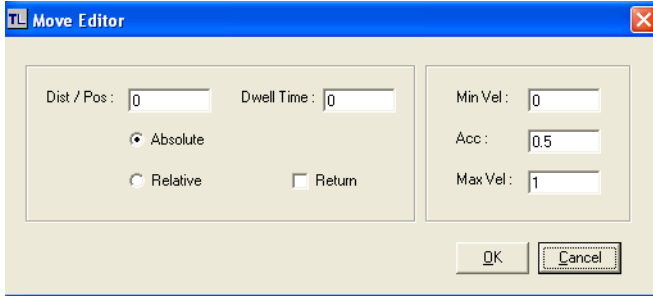 TL Move Editor
Dist / Pos : 0 Dwell Time : 0 Min Vel : 0
Absolute Acc : 0.5
Relative Return Max Vel : 1
OK Cancel